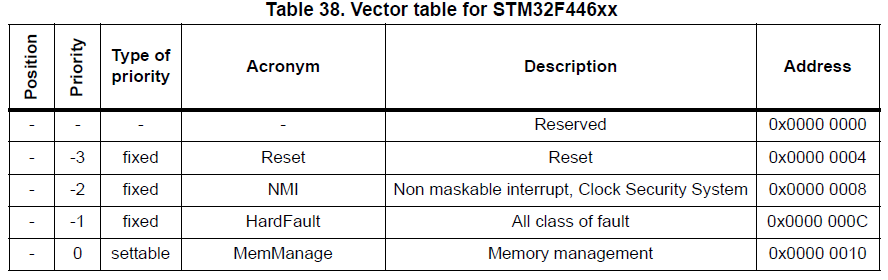 Table 38. Vector table for STM32F446xx
Position Priority Type of priority Acronym Description Address
- - - - Reserved 0x0000 0000
- -3 fixed Reset Reset 0x0000 0004
- -2 fixed NMI Non maskable interrupt, Clock Security System 0x0000 0008
- -1 fixed HardFault All class of fault 0x0000 000C
- 0 settable MemManage Memory management 0x0000 0010